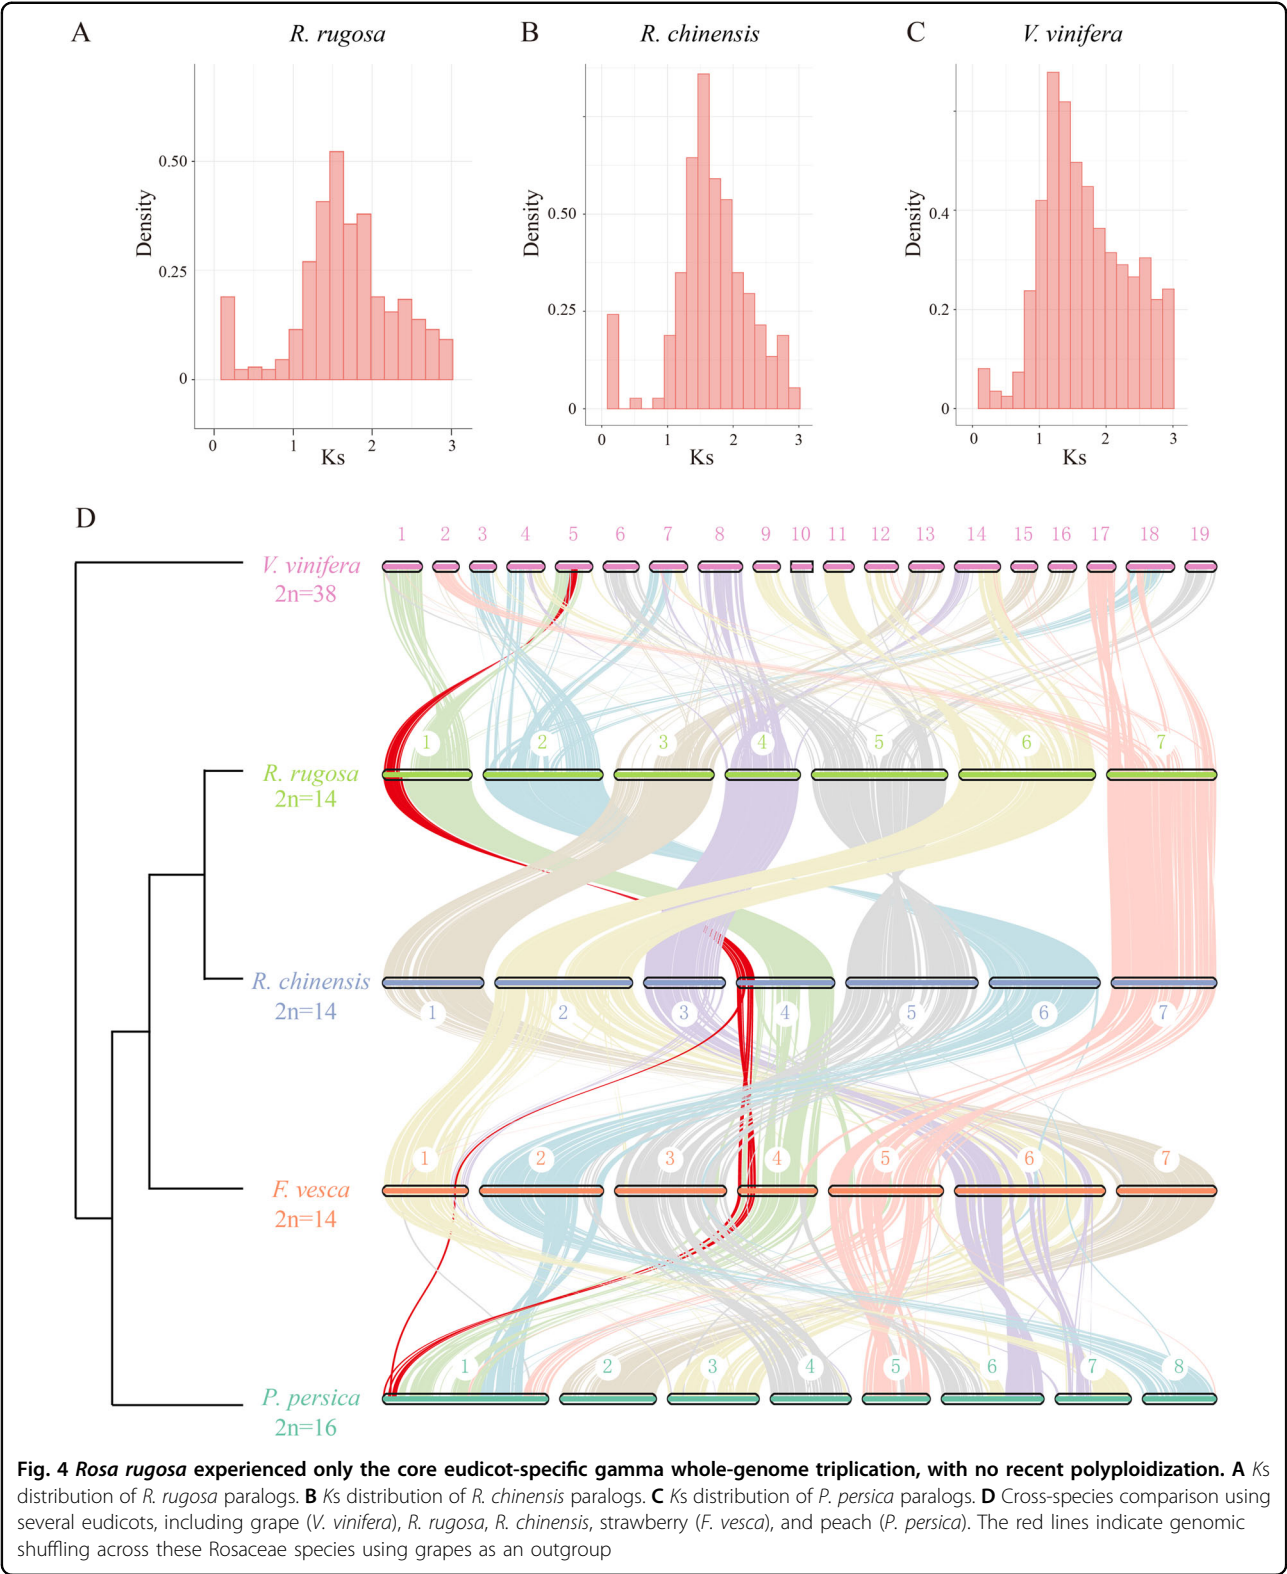 A
R. rugosa
B
R. chinensis
C
V. vinifera
Density
0.50
0.25
0
0 1 2 3
Ks
Density
0.50
0.25
0
0 1 2 3
Ks
Density
0.4
0.2
0
0 1 2 3
Ks
D
1 2 3 4 5 6 7 8 9 10 11 12 13 14 15 16 17 18 19
V. vinifera
2n=38
1 2 3 4 5 6 7
R. rugosa
2n=14
R. chinensis
2n=14
1 2 3 4 5 6 7
1 2 3 4 5 6 7
F. vesca
2n=14
1 2 3 4 5 6 7 8
P. persica
2n=16
Fig. 4 Rosa rugosa experienced only the core eudicot-specific gamma whole-genome triplication, with no recent polyploidization. A Ks
distribution of R. rugosa paralogs. B Ks distribution of R. chinensis paralogs. C Ks distribution of P. persica paralogs. D Cross-species comparison using
several eudicots, including grape (V. vinifera), R. rugosa, R. chinensis, strawberry (F. vesca), and peach (P. persica). The red lines indicate genomic
shuffling across these Rosaceae species using grapes as an outgroup